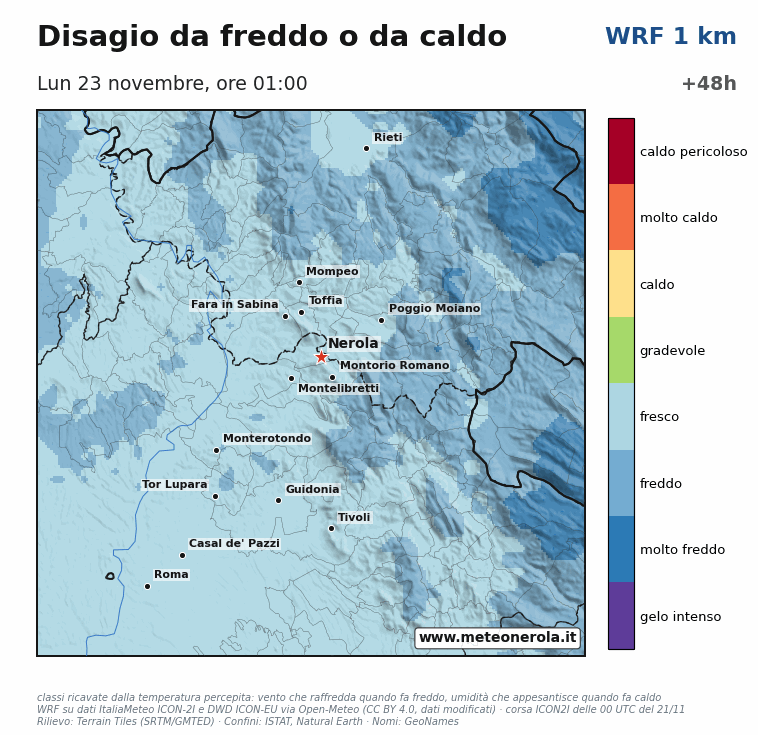 Disagio da freddo o da caldo
WRF 1 km
Lun 23 novembre, ore 01:00
+48h
Rieti
Mompeo
Fara in Sabina
Toffia
Poggio Moiano
Nerola
Montorio Romano
Montelibretti
Monterotondo
Tor Lupara
Guidonia
Tivoli
Casal de' Pazzi
Roma
www.meteonerola.it
caldo pericoloso
molto caldo
caldo
gradevole
fresco
freddo
molto freddo
gelo intenso
classi ricavate dalla temperatura percepita: vento che raffredda quando fa freddo, umidità che appesantisce quando fa caldo
WRF su dati ItaliaMeteo ICON-2I e DWD ICON-EU via Open-Meteo (CC BY 4.0, dati modificati) · corsa ICON2I delle 00 UTC del 21/11
Rilievo: Terrain Tiles (SRTM/GMTED) · Confini: ISTAT, Natural Earth · Nomi: GeoNames